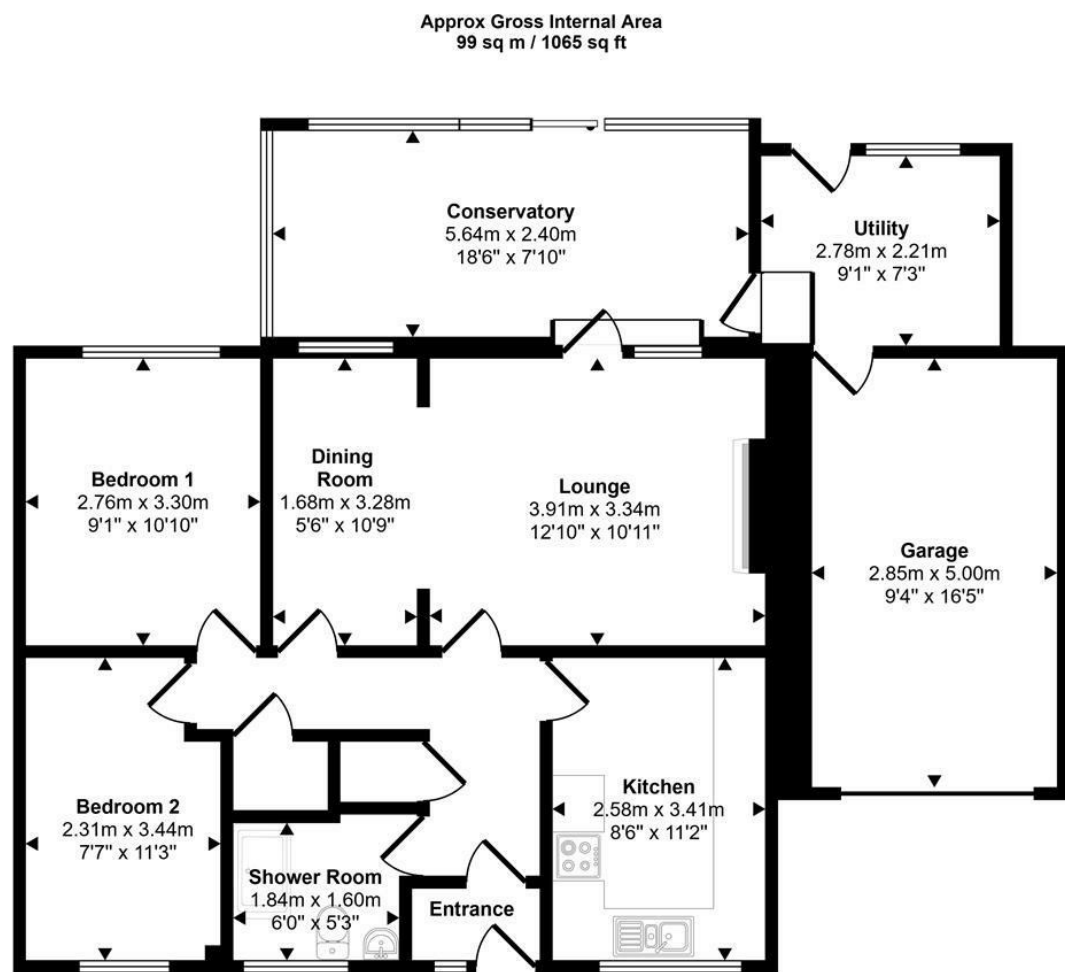 Approx Gross Internal Area
99 sq m / 1065 sq ft
Conservatory
5.64m x 2.40m
18'6" x 7'10"
Utility
2.78m x 2.21m
9'1" x 7'3"
Bedroom 1
2.76m x 3.30m
9'1" x 10'10"
Dining
Room
1.68m x 3.28m
5'6" x 10'9"
Lounge
3.91m x 3.34m
12'10" x 10'11"
Garage
2.85m x 5.00m
9'4" x 16'5"
Bedroom 2
2.31m x 3.44m
7'7" x 11'3"
Kitchen
2.58m x 3.41m
8'6" x 11'2"
Shower Room
1.84m x 1.60m
6'0" x 5'3"
Entrance